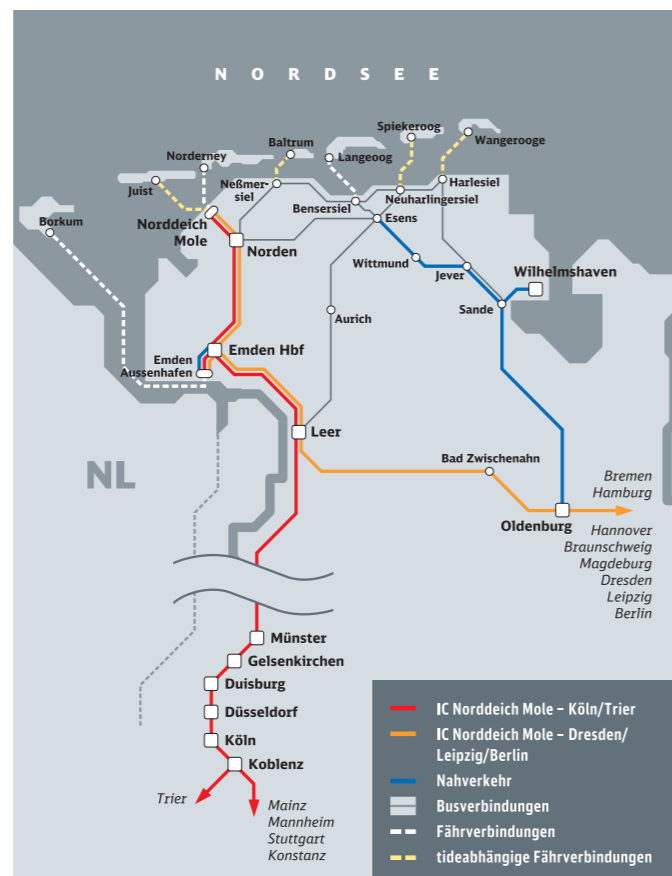 NORDSEE
Spiekeroog
Wangerooge
Baltrum
Langeoog
Norderney
Juist
Borkum
Neßmer-
siel
Harlesiel
Neuharlingersiel
Bensersiel
Esens
Norddeich
Mole
Norden
Wittmund
Jever
Wilhelmshaven
Sande
Aurich
Emden Hbf
Emden
Aussenhafen
Leer
Bad Zwischenahn
NL
Oldenburg
Bremen
Hamburg
Hannover
Braunschweig
Magdeburg
Dresden
Leipzig
Berlin
Münster
Gelsenkirchen
Duisburg
Düsseldorf
Köln
Koblenz
Trier
Mainz
Mannheim
Stuttgart
Konstanz
IC Norddeich Mole – Köln/Trier
IC Norddeich Mole – Dresden/
Leipzig/Berlin
Nahverkehr
Busverbindungen
Fährverbindungen
tideabhängige Fährverbindungen